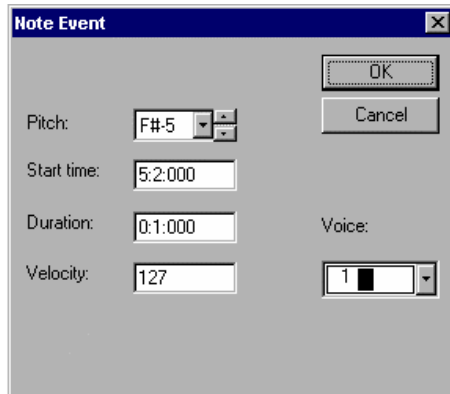 Note Event
OK
Cancel
Pitch:
F#-5
Start time:
5:2:000
Duration:
0:1:000
Voice:
Velocity:
127
1